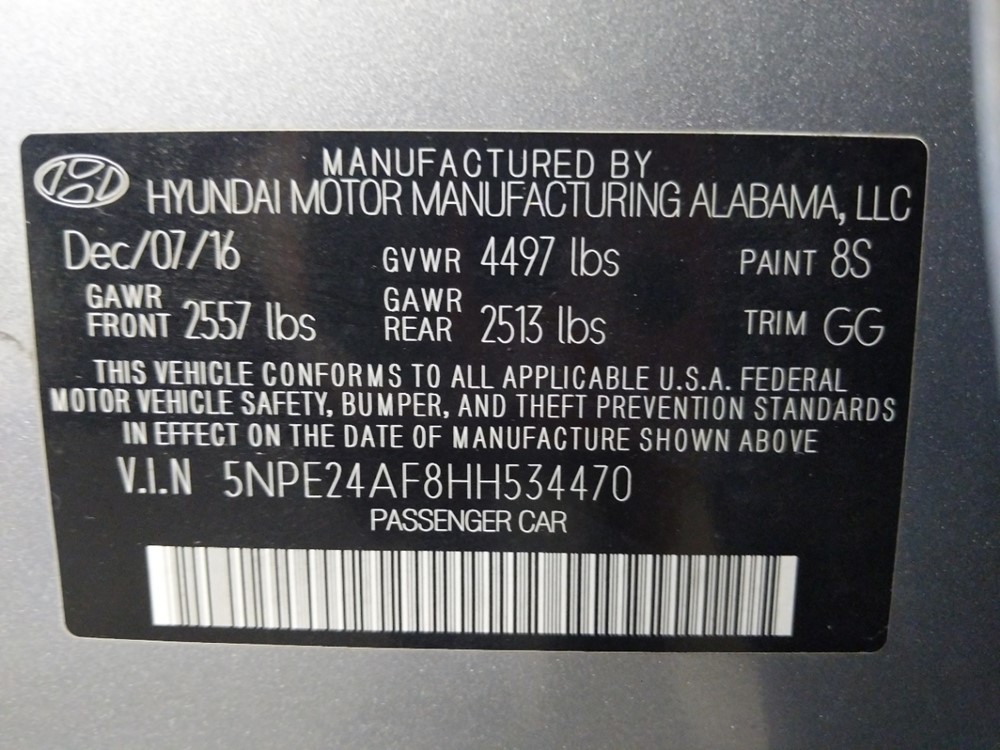 MANUFACTURED BY
HYUNDAI MOTOR MANUFACTURING ALABAMA, LLC
Dec/07/16 GVWR 4497 lbs PAINT 8S
GAWR FRONT 2557 lbs GAWR REAR 2513 lbs TRIM GG
THIS VEHICLE CONFORMS TO ALL APPLICABLE U.S.A. FEDERAL
MOTOR VEHICLE SAFETY, BUMPER, AND THEFT PREVENTION STANDARDS
IN EFFECT ON THE DATE OF MANUFACTURE SHOWN ABOVE
V.I.N 5NPE24AF8HH534470
PASSENGER CAR